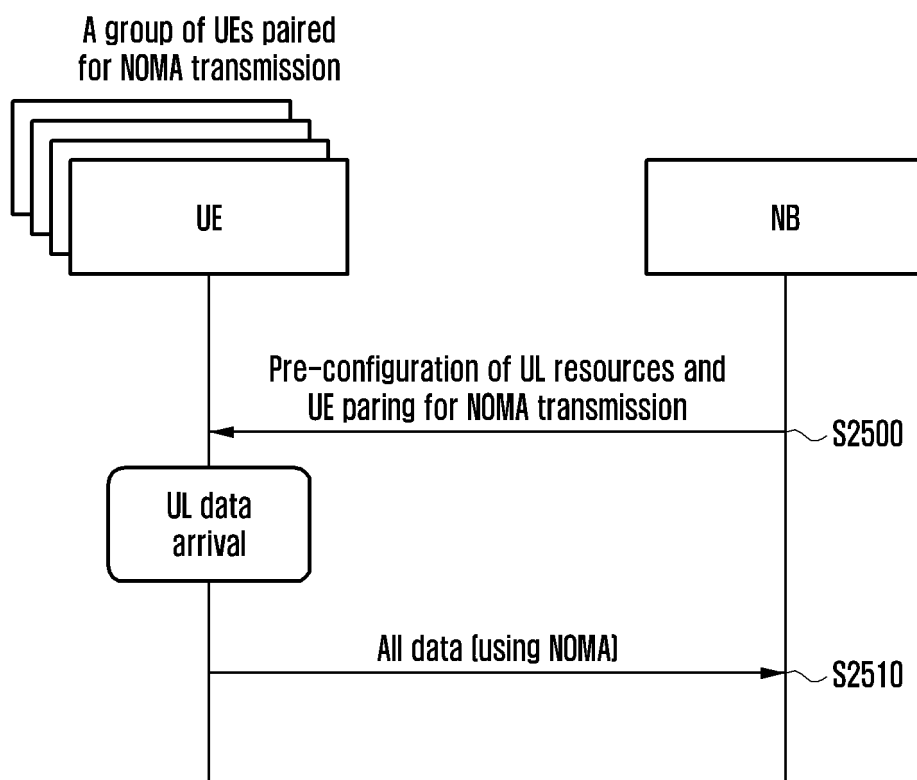 A group of UEs paired
for NOMA transmission
UE
NB
Pre-configuration of UL resources and
UE paring for NOMA transmission
S2500
UL data
arrival
All data (using NOMA)
S2510